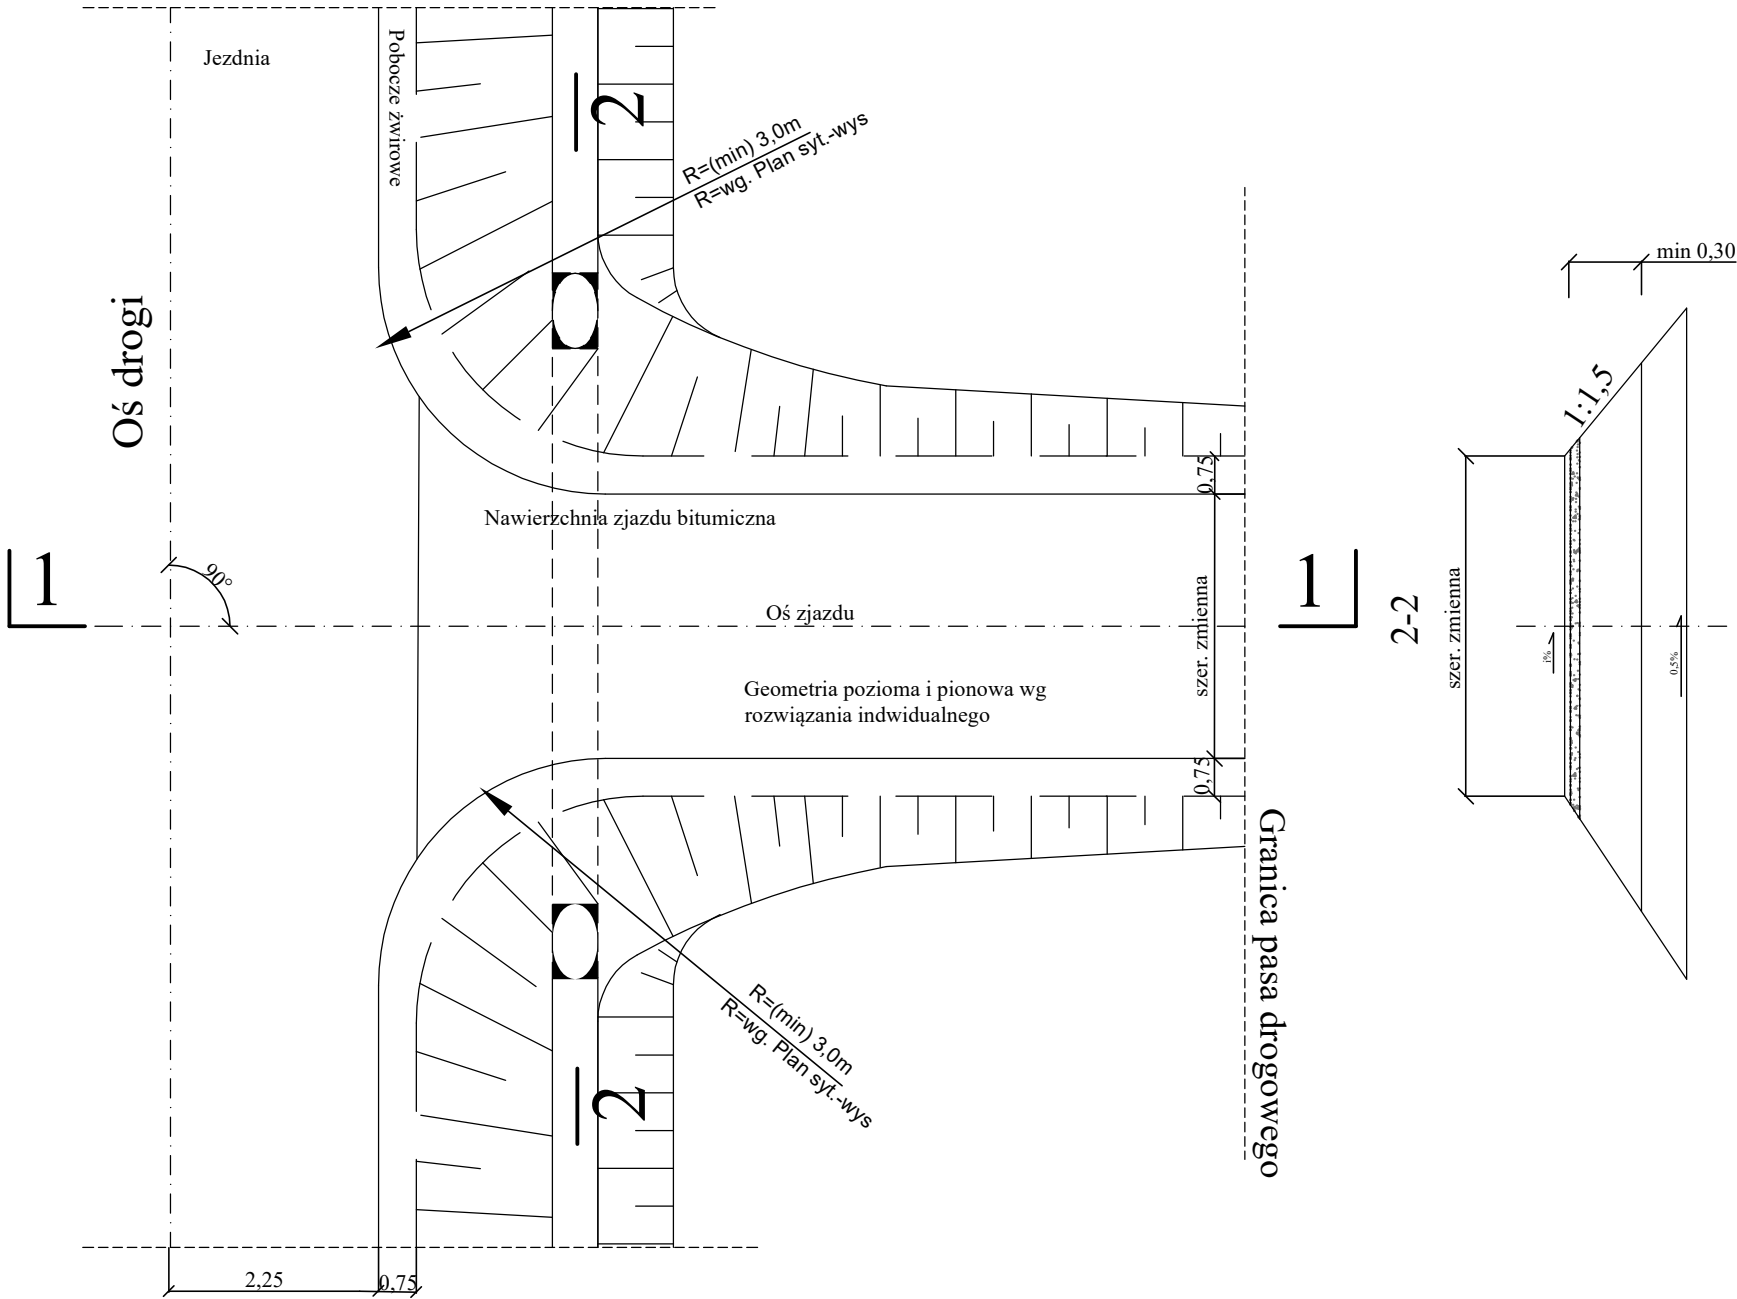 Jezdnia
Pobocze żwirowe
2
R=(min) 3,0m
R=wg. Plan syt.-wys
min 0,30
Oś drogi
1:1,5
0,75
Nawierzchnia zjazdu bitumiczna
1
90°
Oś zjazdu
szer. zmienna
1
2-2
szer. zmienna
i%
0,5%
Geometria pozioma i pionowa wg
rozwiązania indwidualnego
0,75
Granica pasa drogowego
R=(min) 3,0m
R=wg. Plan syt.-wys
2
2,25
0,75